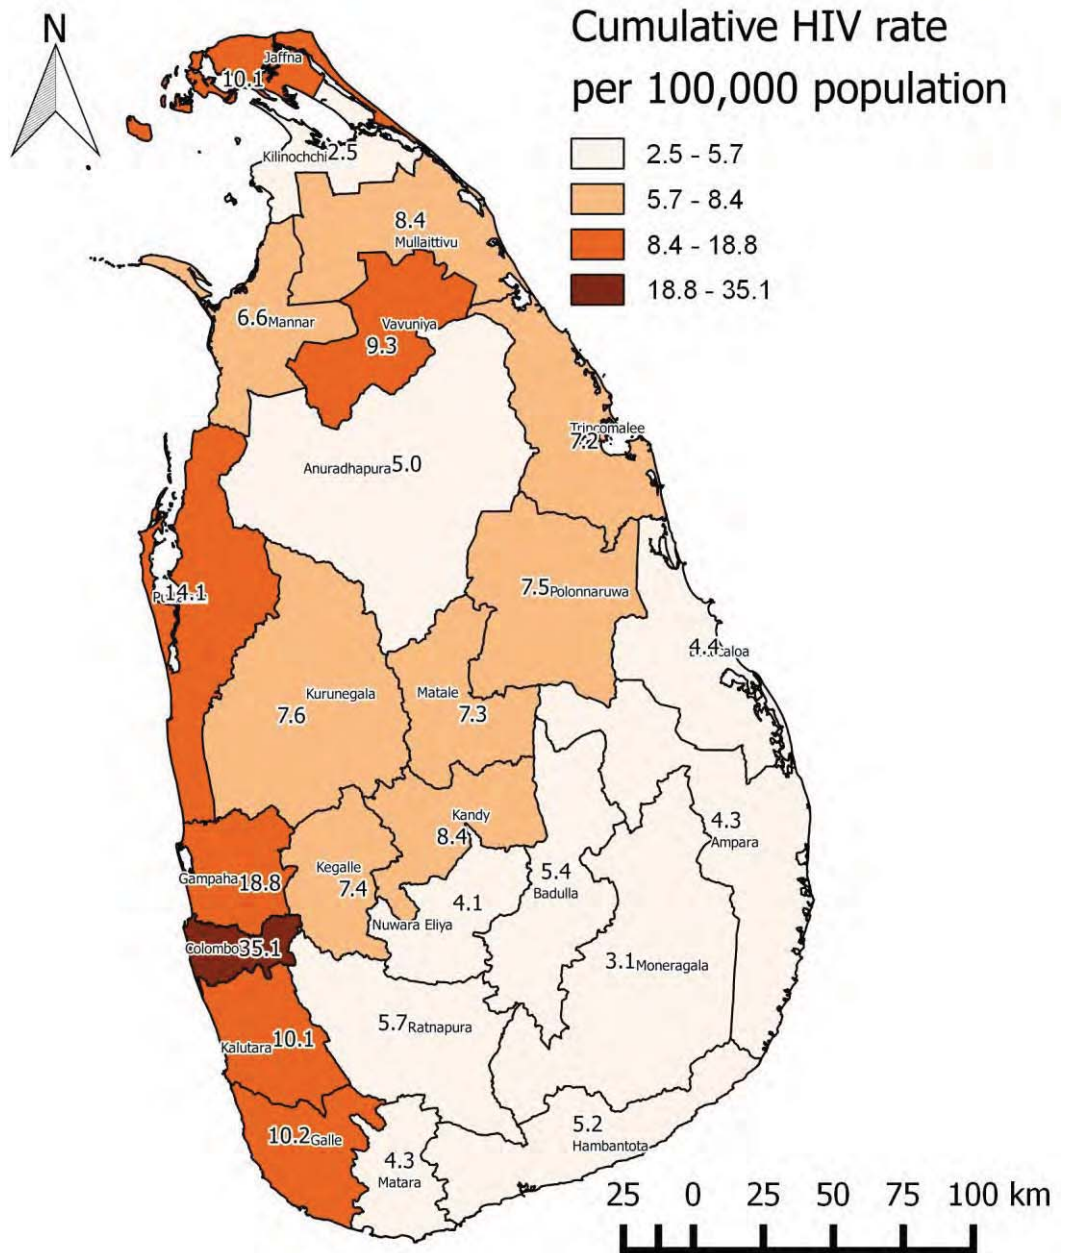 N
Cumulative HIV rate
per 100,000 population
2.5 - 5.7
5.7 - 8.4
8.4 - 18.8
18.8 - 35.1
Jaffna
10.1
Kilinochchi 2.5
8.4
Mullaittivu
6.6 Mannar
Vavuniya
9.3
Trincomalee
7.2
Anuradhapura 5.0
14.1
7.5 Polonnaruwa
4.4
Kurunegala
7.6
Matale
7.3
Kandy
8.4
4.3
Ampara
Kegalle
7.4
Gampaha 18.8
5.4
Badulla
4.1
Nuwara Eliya
Colombo 35.1
3.1 Moneragala
5.7 Ratnapura
Kalutara 10.1
10.2 Galle
5.2
Hambantota
4.3
Matara
25 0 25 50 75 100 km